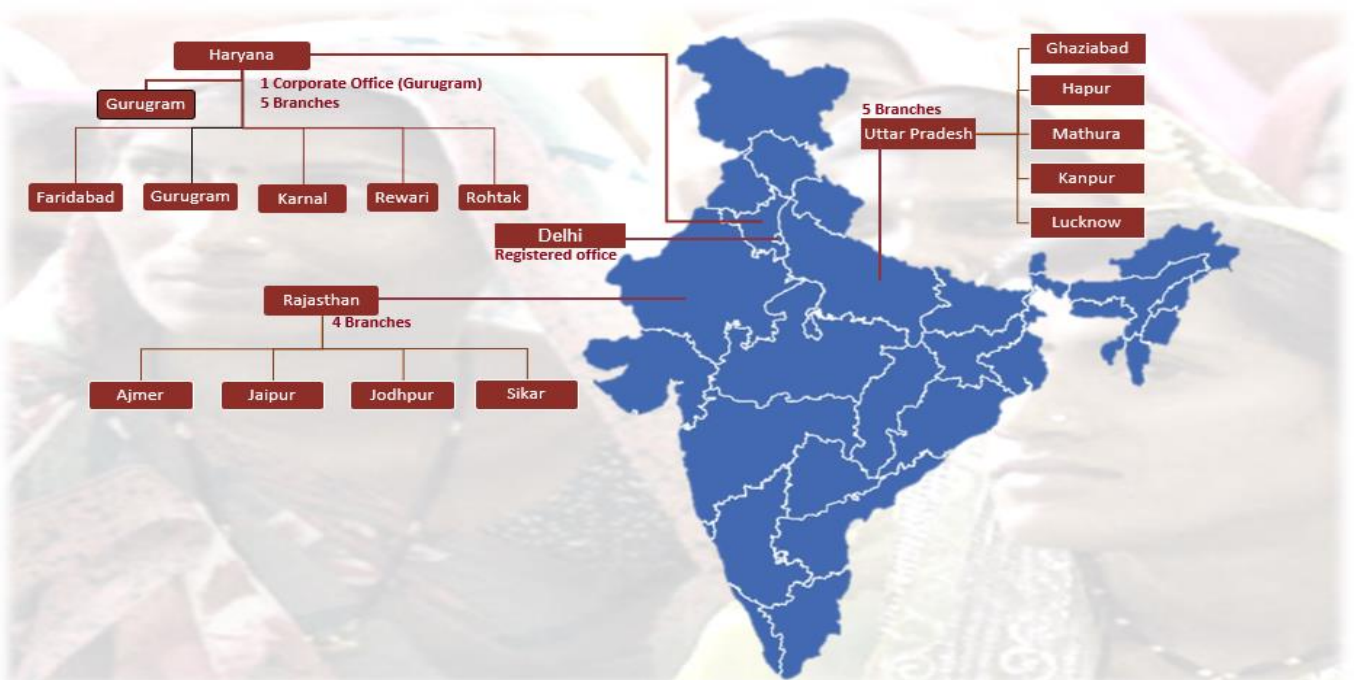 Haryana
1 Corporate Office (Gurugram)
5 Branches
Gurugram
Faridabad
Gurugram
Karnal
Rewari
Rohtak
Delhi
Registered office
Rajasthan
4 Branches
Ajmer
Jaipur
Jodhpur
Sikar
5 Branches
Uttar Pradesh
Ghaziabad
Hapur
Mathura
Kanpur
Lucknow